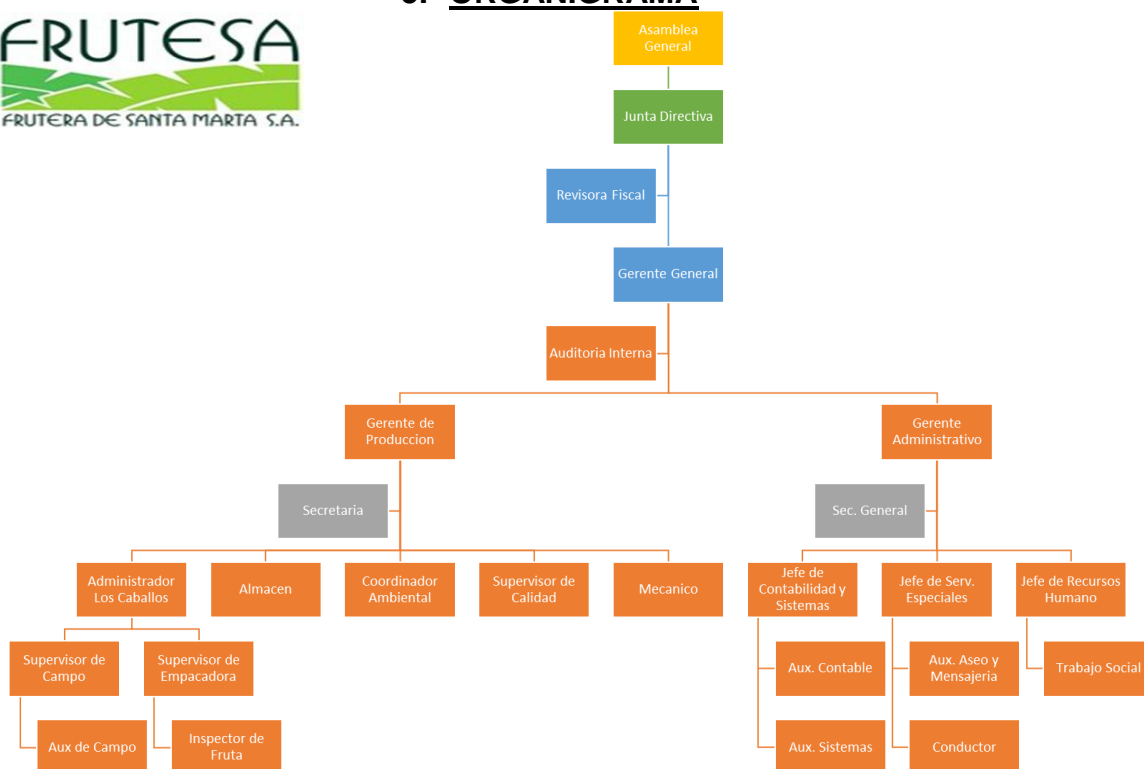 ORGANIGRAMA
FRUTESA
FRUTERA DE SANTA MARTA S.A.
Asamblea
General
Junta Directiva
Revisora Fiscal
Gerente General
Auditoria Interna
Gerente de
Produccion
Gerente
Administrativo
Secretaria
Sec. General
Administrador
Los Caballos
Almacen
Coordinador
Ambiental
Supervisor de
Calidad
Mecanico
Jefe de
Contabilidad y
Sistemas
Jefe de Serv.
Especiales
Jefe de Recursos
Humano
Supervisor de
Campo
Supervisor de
Empacadora
Aux. Contable
Aux. Aseo y
Mensajeria
Trabajo Social
Aux de Campo
Inspector de
Fruta
Aux. Sistemas
Conductor